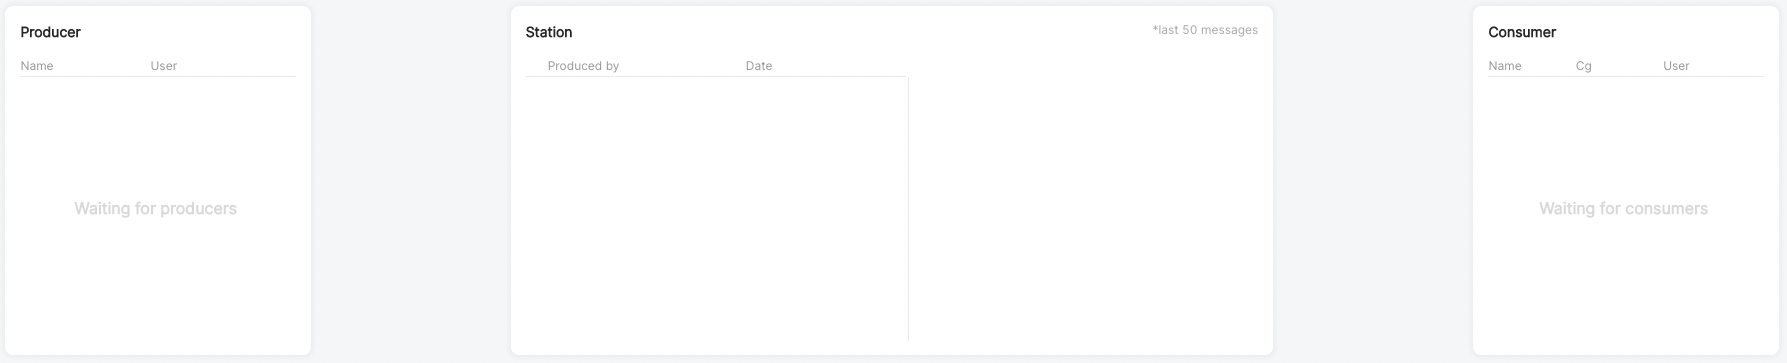 Producer
Name User
Waiting for producers
Station *last 50 messages
Produced by Date
Consumer
Name Cg User
Waiting for consumers